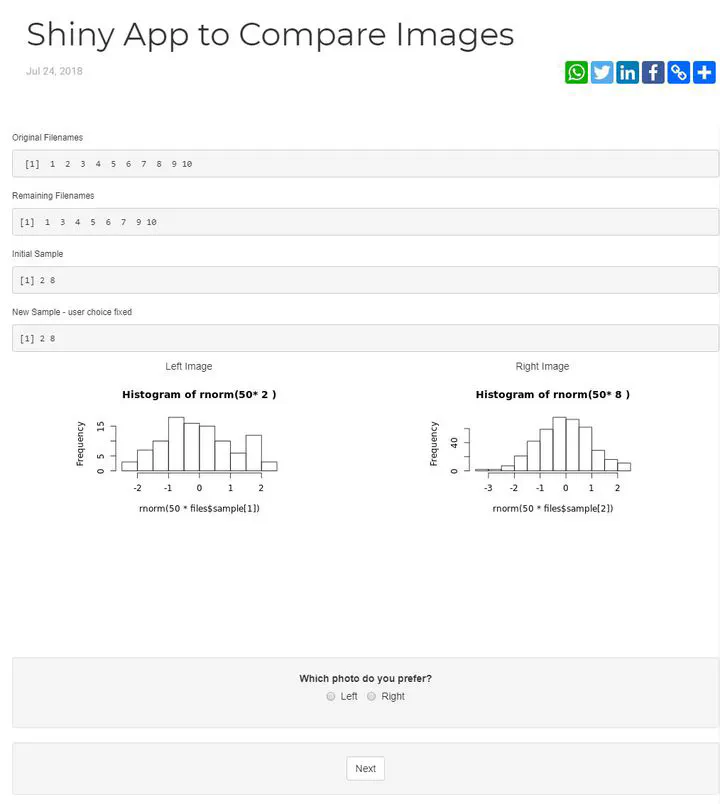 Shiny App to Compare Images
Jul 24, 2018
Original Filenames
[1] 1 2 3 4 5 6 7 8 9 10
Remaining Filenames
[1] 1 3 4 5 6 7 9 10
Initial Sample
[1] 2 8
New Sample - user choice fixed
[1] 2 8
Left Image
Right Image
Histogram of rnorm(50* 2 )
Frequency
0 5 15
-2 -1 0 1 2
rnorm(50 * files$sample[1])
Histogram of rnorm(50* 8 )
Frequency
0 40
-3 -2 -1 0 1 2
rnorm(50 * files$sample[2])
Which photo do you prefer?
Left Right
Next